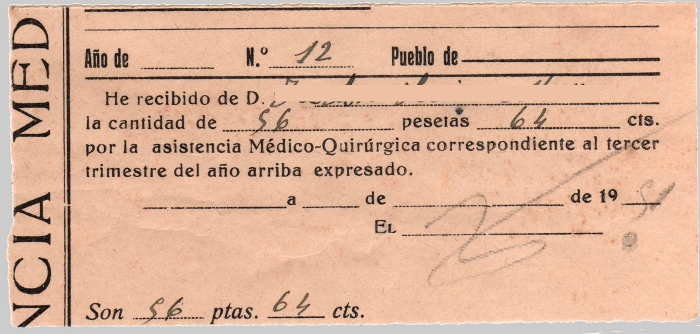 NCIA MED
Año de N.º 12 Pueblo de
He recibido de D.
la cantidad de 56 pesetas 64 cts.
por la asistencia Médico-Quirúrgica correspondiente al tercer
trimestre del año arriba expresado.
a de de 19 51
EL
Son 56 ptas. 64 cts.